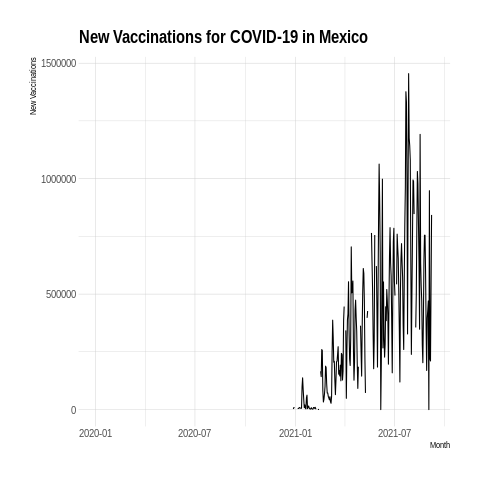 New Vaccinations for COVID-19 in Mexico
New Vaccinations
1500000
1000000
500000
0
2020-01 2020-07 2021-01 2021-07
Month